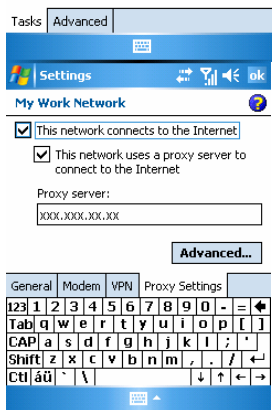 Tasks Advanced
Settings ok
My Work Network ?
This network connects to the Internet
This network uses a proxy server to
connect to the Internet
Proxy server:
xxx.xxx.xx.xx
Advanced...
General Modem VPN Proxy Settings
123 1 2 3 4 5 6 7 8 9 0 - =
Tab q w e r t y u i o p [ ]
CAP a s d f g h j k l ; '
Shift z x c v b n m , . /
Ctl áü ` \